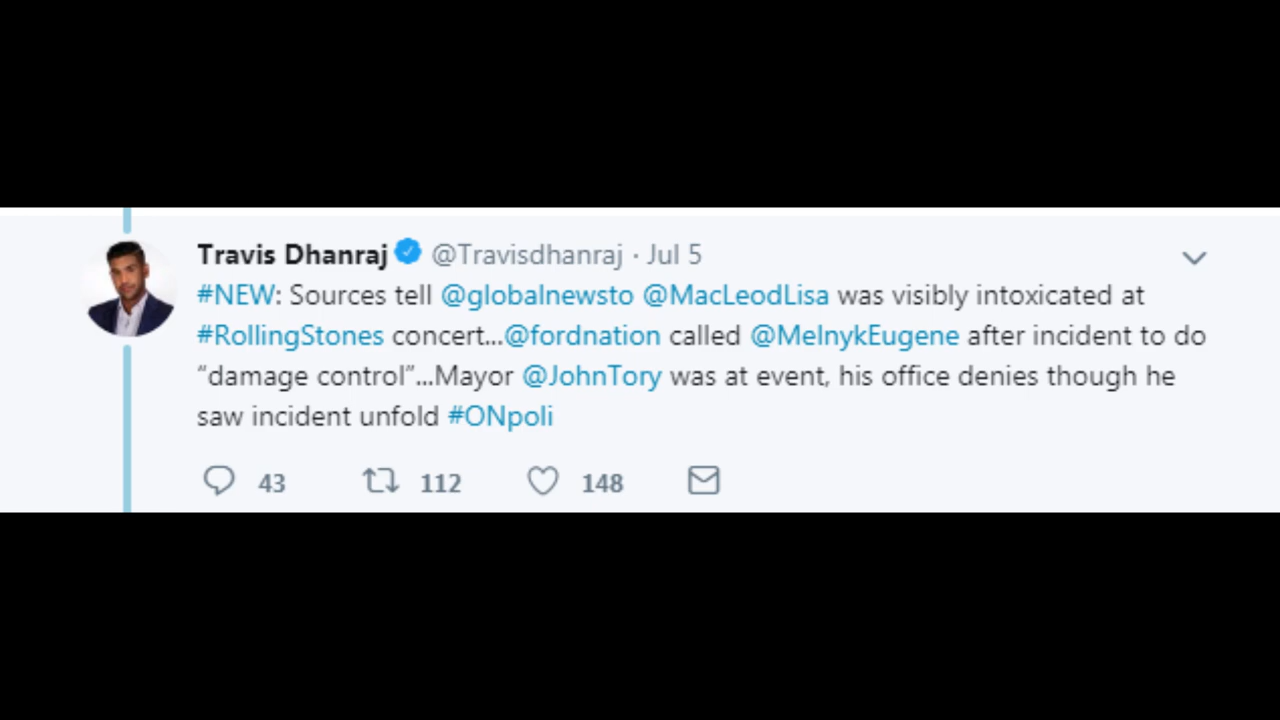 Travis Dhanraj @Travisdhanraj · Jul 5
#NEW: Sources tell @globalnewsto @MacLeodLisa was visibly intoxicated at
#RollingStones concert...@fordnation called @MelnykEugene after incident to do
“damage control”...Mayor @JohnTory was at event, his office denies though he
saw incident unfold #ONpoli
43 112 148